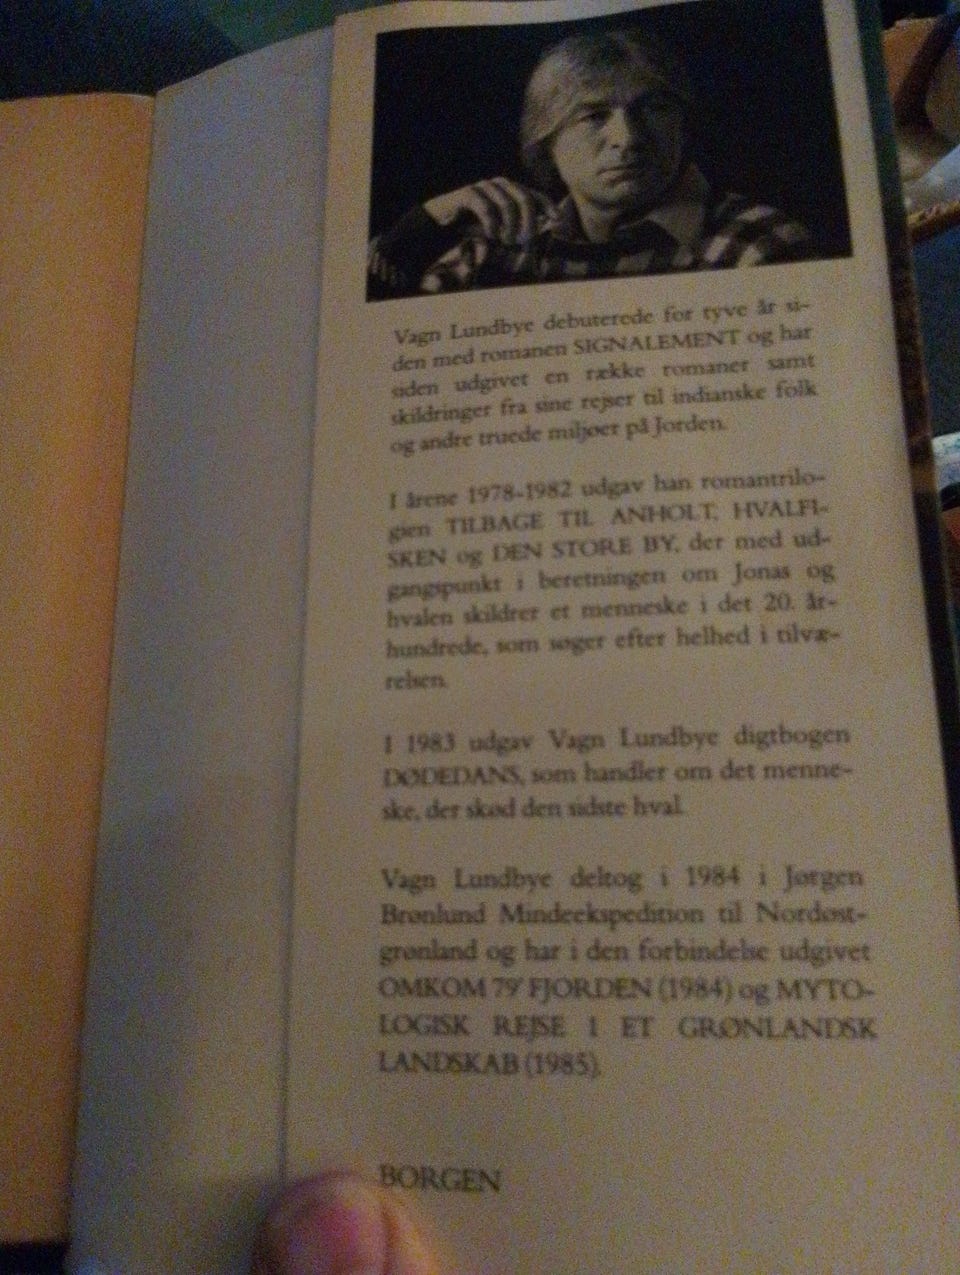 Vagn Lundbye debuterede for tyve år si-
den med romanen SIGNALEMENT og har
siden udgivet en række romaner samt
skildringer fra sine rejser til indianske folk
og andre truede miljøer på Jorden.
I årene 1978-1982 udgav han romantrilo-
gien TILBAGE TIL ANHOLT, HVALFI-
SKEN og DEN STORE BY, der med ud-
gangspunkt i beretningen om Jonas og
hvalen skildrer et menneske i det 20. år-
hundrede, som søger efter helhed i tilvæ-
relsen.
I 1983 udgav Vagn Lundbye digtbogen
DØDEDANS, som handler om det menne-
ske, der skød den sidste hval.
Vagn Lundbye deltog i 1984 i Jørgen
Brønlund Mindeekspedition til Nordøst-
grønland og har i den forbindelse udgivet
OMKOM 79' FJORDEN (1984) og MYTO-
LOGISK REJSE I ET GRØNLANDSK
LANDSKAB (1985).
BORGEN